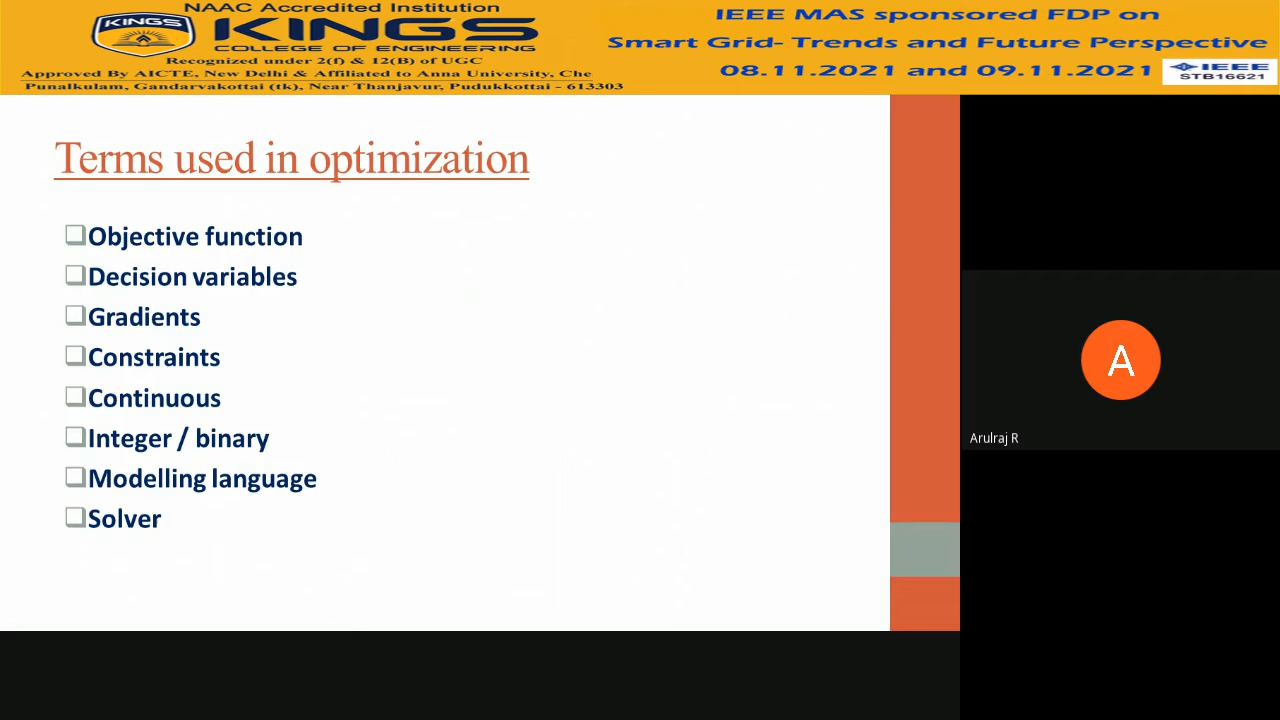 NAAC Accredited Institution
KINGS
KINGS
COLLEGE OF ENGINEERING
Recognized under 2(f) & 12(B) of UGC
Approved By AICTE, New Delhi & Affiliated to Anna University, Che
Punalkulam, Gandarvakottai (tk), Near Thanjavur, Pudukkottai - 613303
IEEE MAS sponsored FDP on
Smart Grid- Trends and Future Perspective
08.11.2021 and 09.11.2021
IEEE
STB16621
Terms used in optimization
Objective function
Decision variables
Gradients
Constraints
Continuous
Integer / binary
Modelling language
Solver
A
Arulraj R